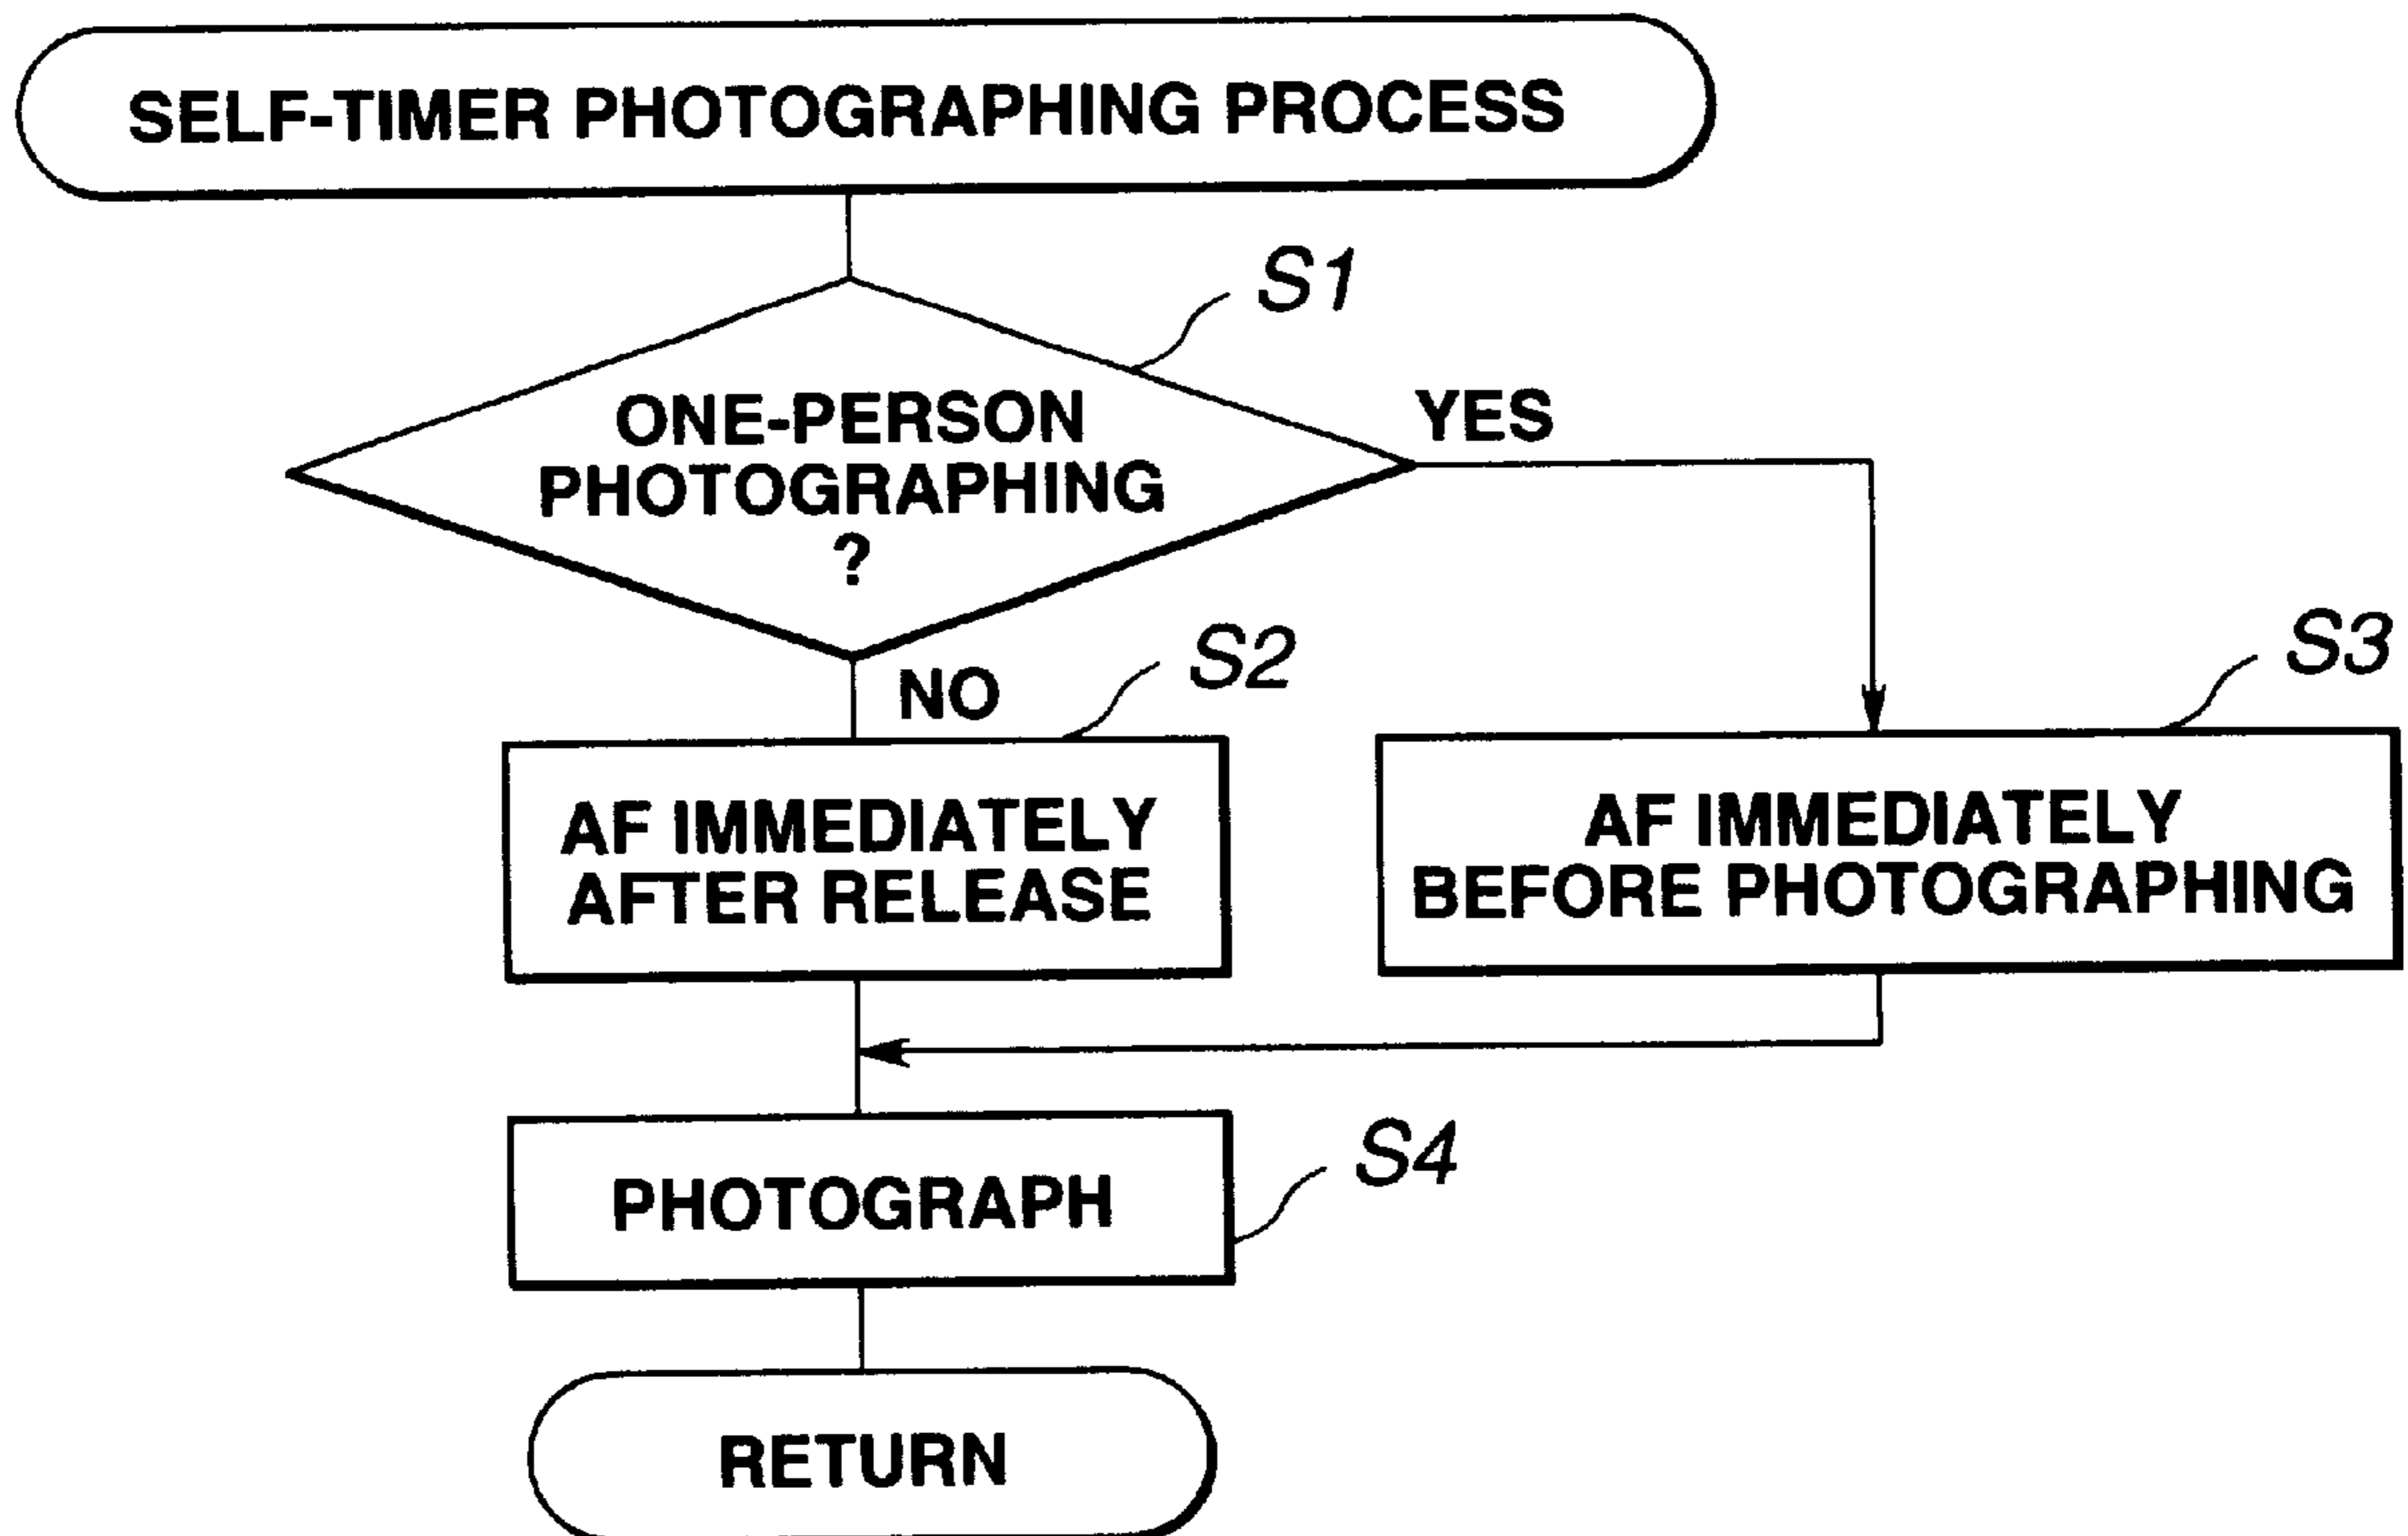 SELF-TIMER PHOTOGRAPHING PROCESS
S1
ONE-PERSON
PHOTOGRAPHING
?
YES
NO
S2
S3
AF IMMEDIATELY
AFTER RELEASE
AF IMMEDIATELY
BEFORE PHOTOGRAPHING
PHOTOGRAPH
S4
RETURN